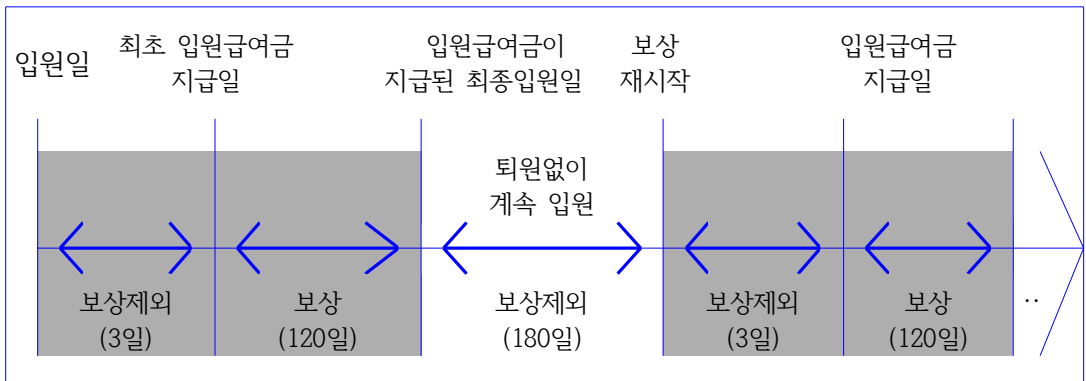 입원일
최초 입원급여금
지급일
입원급여금이
지급된 최종입원일
보상
재시작
입원급여금
지급일
퇴원없이
계속 입원
보상제외
(3일)
보상
(120일)
보상제외
(180일)
보상제외
(3일)
보상
(120일)
··